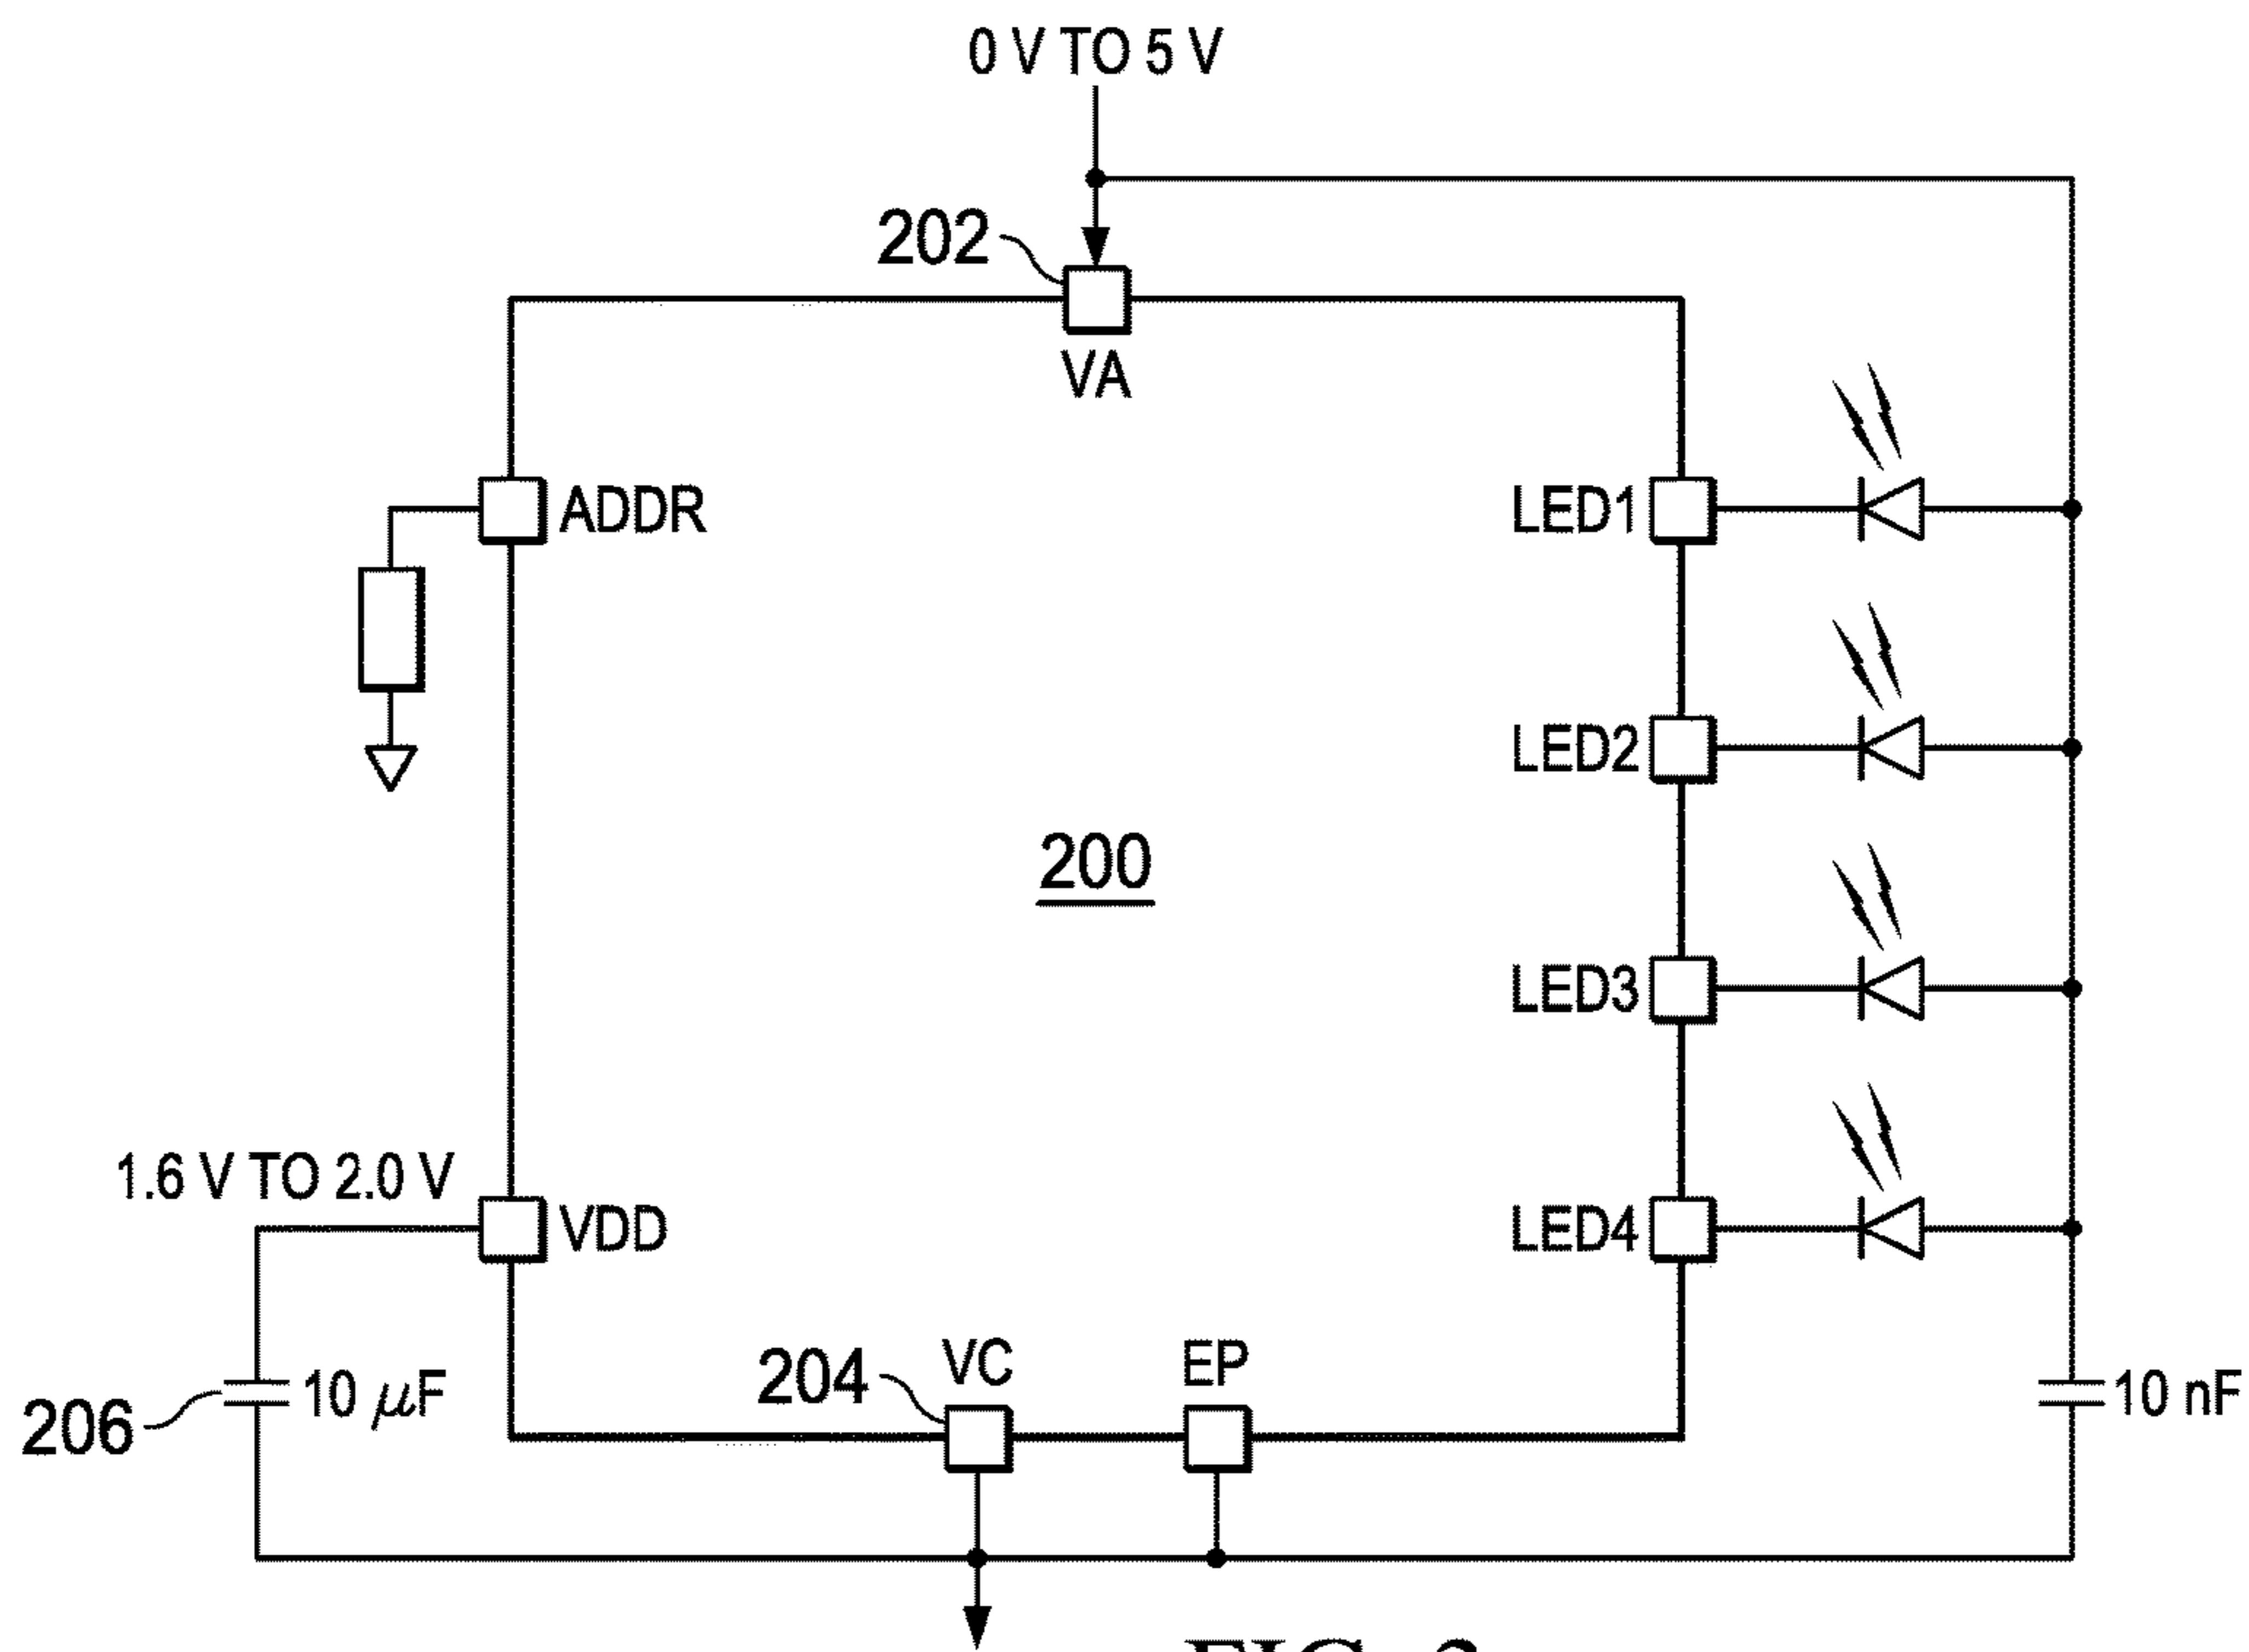 0 V TO 5 V
202
VA
ADDR
LED1
LED2
200
LED3
1.6 V TO 2.0 V
VDD
LED4
204
VC
EP
206
10 μF
10 nF